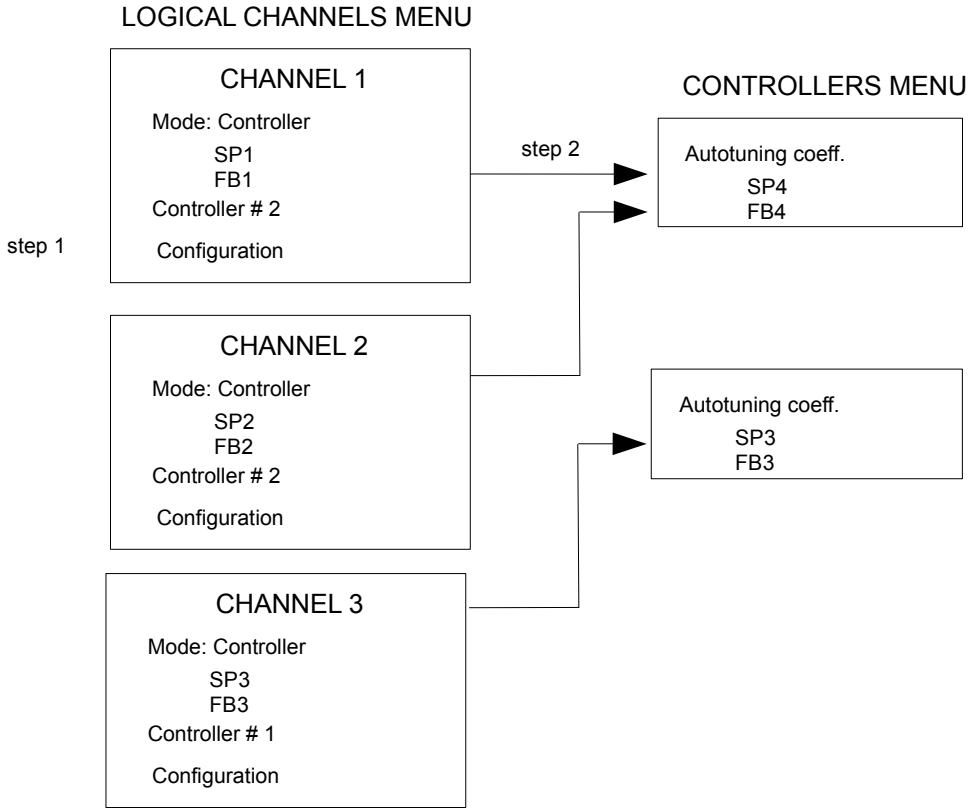 LOGICAL CHANNELS MENU
CHANNEL 1
Mode: Controller
SP1
FB1
Controller # 2
Configuration
step 1
step 2
CONTROLLERS MENU
Autotuning coeff.
SP4
FB4
CHANNEL 2
Mode: Controller
SP2
FB2
Controller # 2
Configuration
Autotuning coeff.
SP3
FB3
CHANNEL 3
Mode: Controller
SP3
FB3
Controller # 1
Configuration